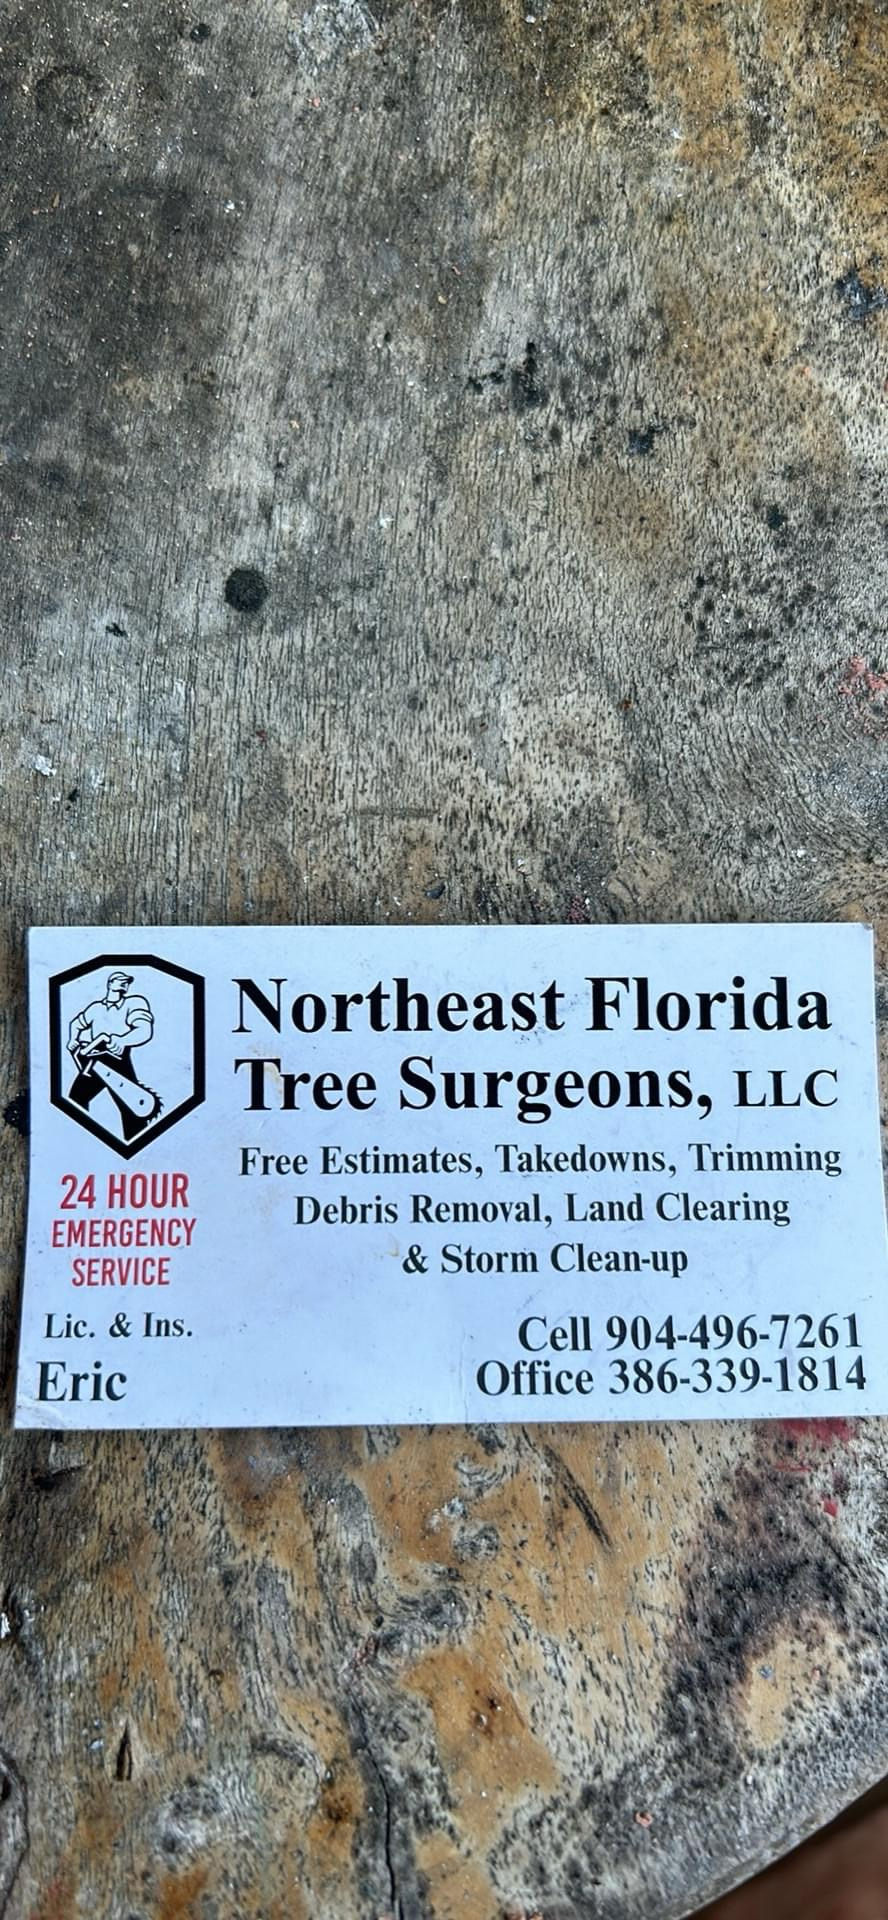 Northeast Florida
Tree Surgeons, LLC
Free Estimates, Takedowns, Trimming
Debris Removal, Land Clearing
& Storm Clean-up
24 HOUR
EMERGENCY
SERVICE
Lic. & Ins.
Eric
Cell 904-496-7261
Office 386-339-1814